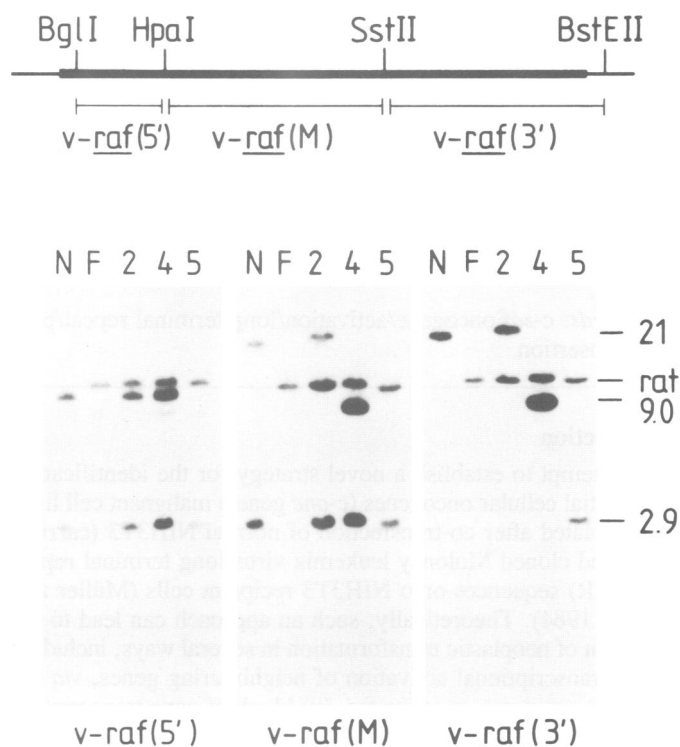 BglI HpaI SstII BstEII
v-raf(5') v-raf(M) v-raf(3')
N F 2 4 5 N F 2 4 5 N F 2 4 5
21
rat
9.0
2.9
v-raf(5') v-raf(M) v-raf(3')